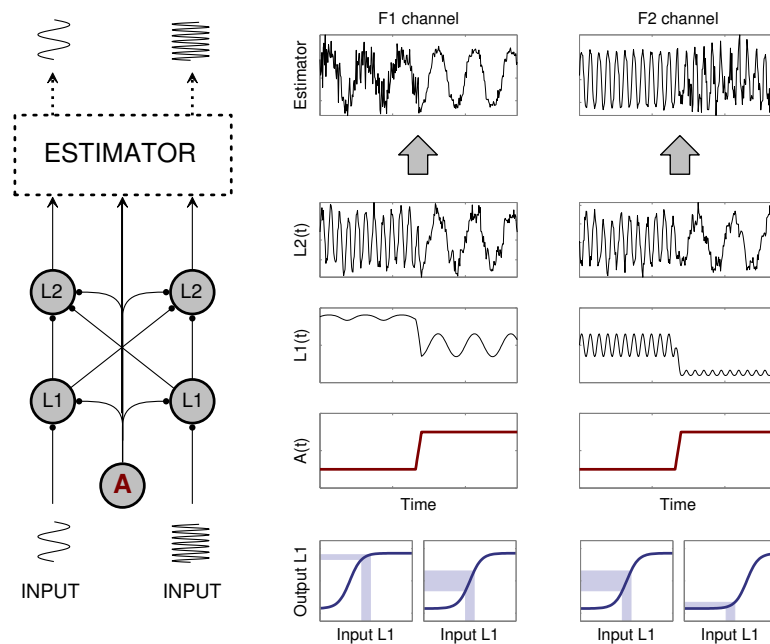 ESTIMATOR
L2
L2
L1
L1
A
INPUT
INPUT
F1 channel
F2 channel
Estimator
L2(t)
L1(t)
A(t)
Time
Time
Output L1
Input L1
Input L1
Input L1
Input L1